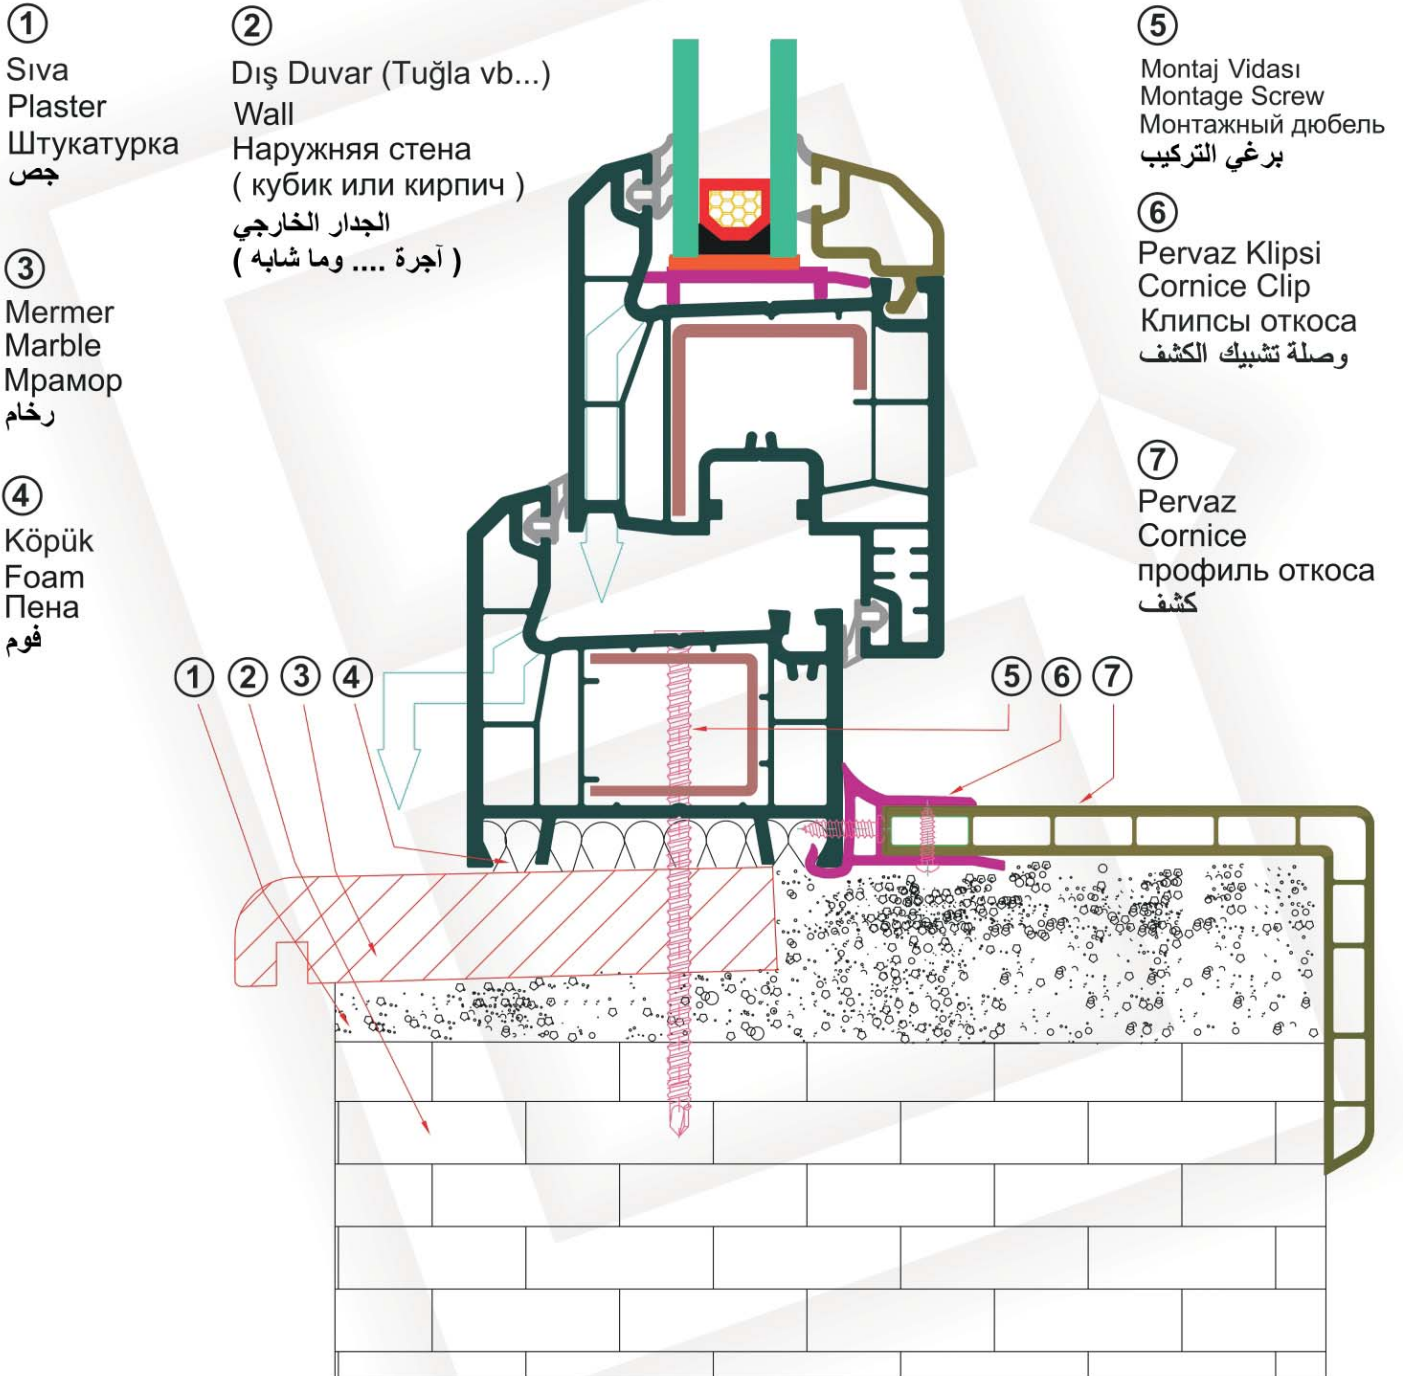 ①
Sıva
Plaster
Штукатурка
جص
②
Dış Duvar (Tuğla vb...)
Wall
Наружняя стена
( кубик или кирпич )
الجدار الخارجي
( آجرة .... وما شابه )
③
Mermer
Marble
Мрамор
رخام
④
Köpük
Foam
Пена
فوم
⑤
Montaj Vidası
Montage Screw
Монтажный дюбель
برغي التركيب
⑥
Pervaz Klipsi
Cornice Clip
Клипсы откоса
وصلة تشبيك الكشف
⑦
Pervaz
Cornice
профиль откоса
كشف
① ② ③ ④
⑤ ⑥ ⑦